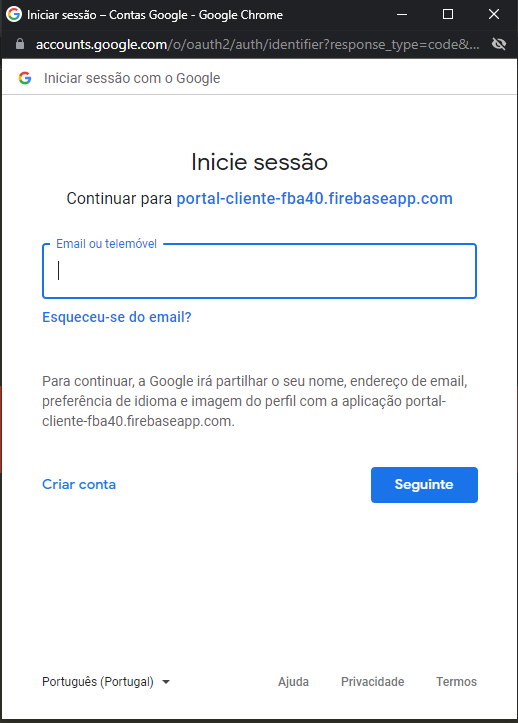 Iniciar sessão – Contas Google - Google Chrome
accounts.google.com/o/oauth2/auth/identifier?response_type=code&...
Iniciar sessão com o Google
Inicie sessão
Continuar para portal-cliente-fba40.firebaseapp.com
Email ou telemóvel
Esqueceu-se do email?
Para continuar, a Google irá partilhar o seu nome, endereço de email,
preferência de idioma e imagem do perfil com a aplicação portal-
cliente-fba40.firebaseapp.com.
Criar conta Seguinte
Português (Portugal) Ajuda Privacidade Termos